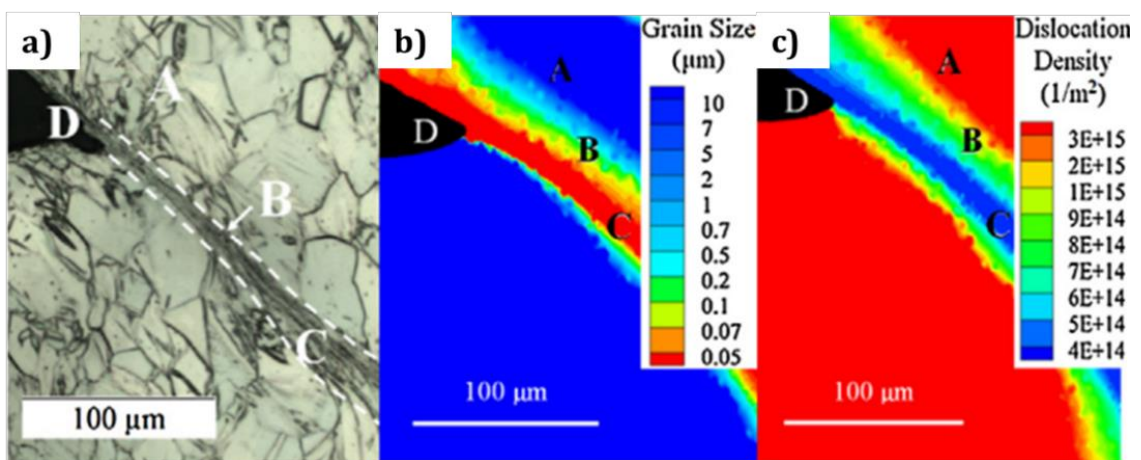 a)
A
D
B
C
100 μm
b)
Grain Size
(μm)
A
D
B
C
10
7
5
2
1
0.7
0.5
0.2
0.1
0.07
0.05
100 μm
c)
Dislocation
Density
(1/m²)
A
D
B
C
3E+15
2E+15
1E+15
9E+14
8E+14
7E+14
6E+14
5E+14
4E+14
100 μm